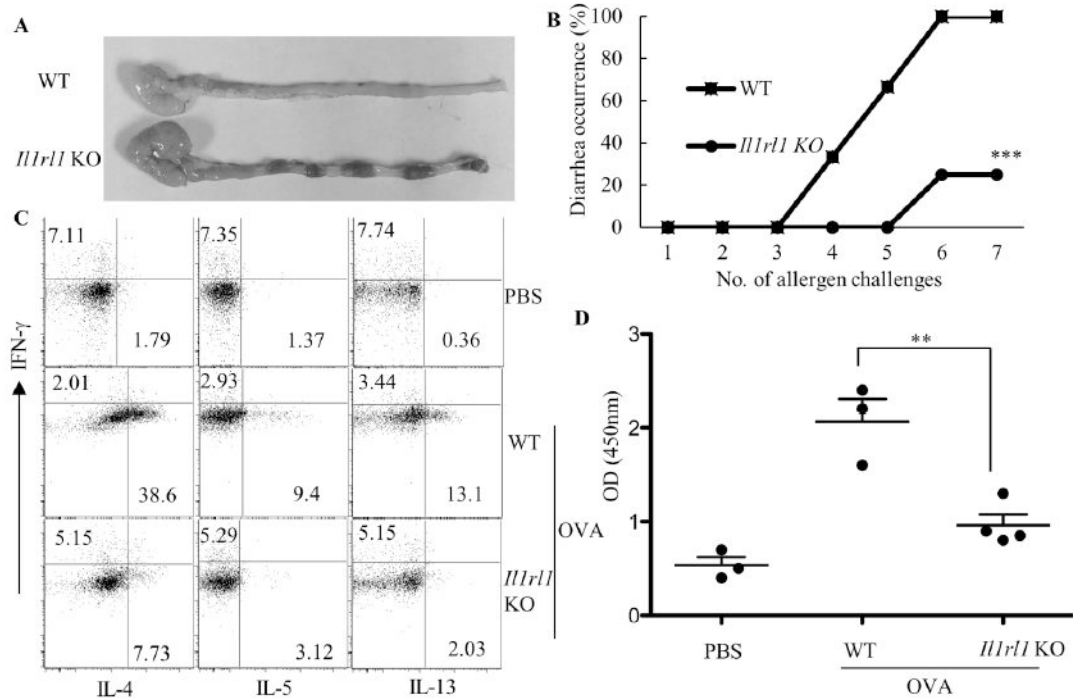 A
WT
Il1rl1 KO
B
Diarrhea occurrence (%)
100
80
60
40
20
0
WT
Il1rl1 KO
***
1 2 3 4 5 6 7
No. of allergen challenges
C
7.11 7.35 7.74
1.79 1.37 0.36
PBS
2.01 2.93 3.44
38.6 9.4 13.1
WT
5.15 5.29 5.15
7.73 3.12 2.03
Il1rl1
KO
OVA
IFN-γ
IL-4 IL-5 IL-13
D
OD (450nm)
3
2
1
0
**
PBS WT Il1rl1 KO
OVA